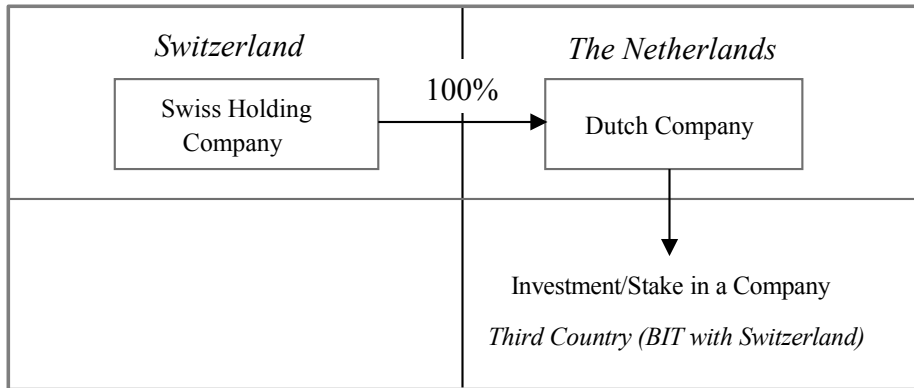 Switzerland
The Netherlands
Swiss Holding
Company
100%
Dutch Company
Investment/Stake in a Company
Third Country (BIT with Switzerland)